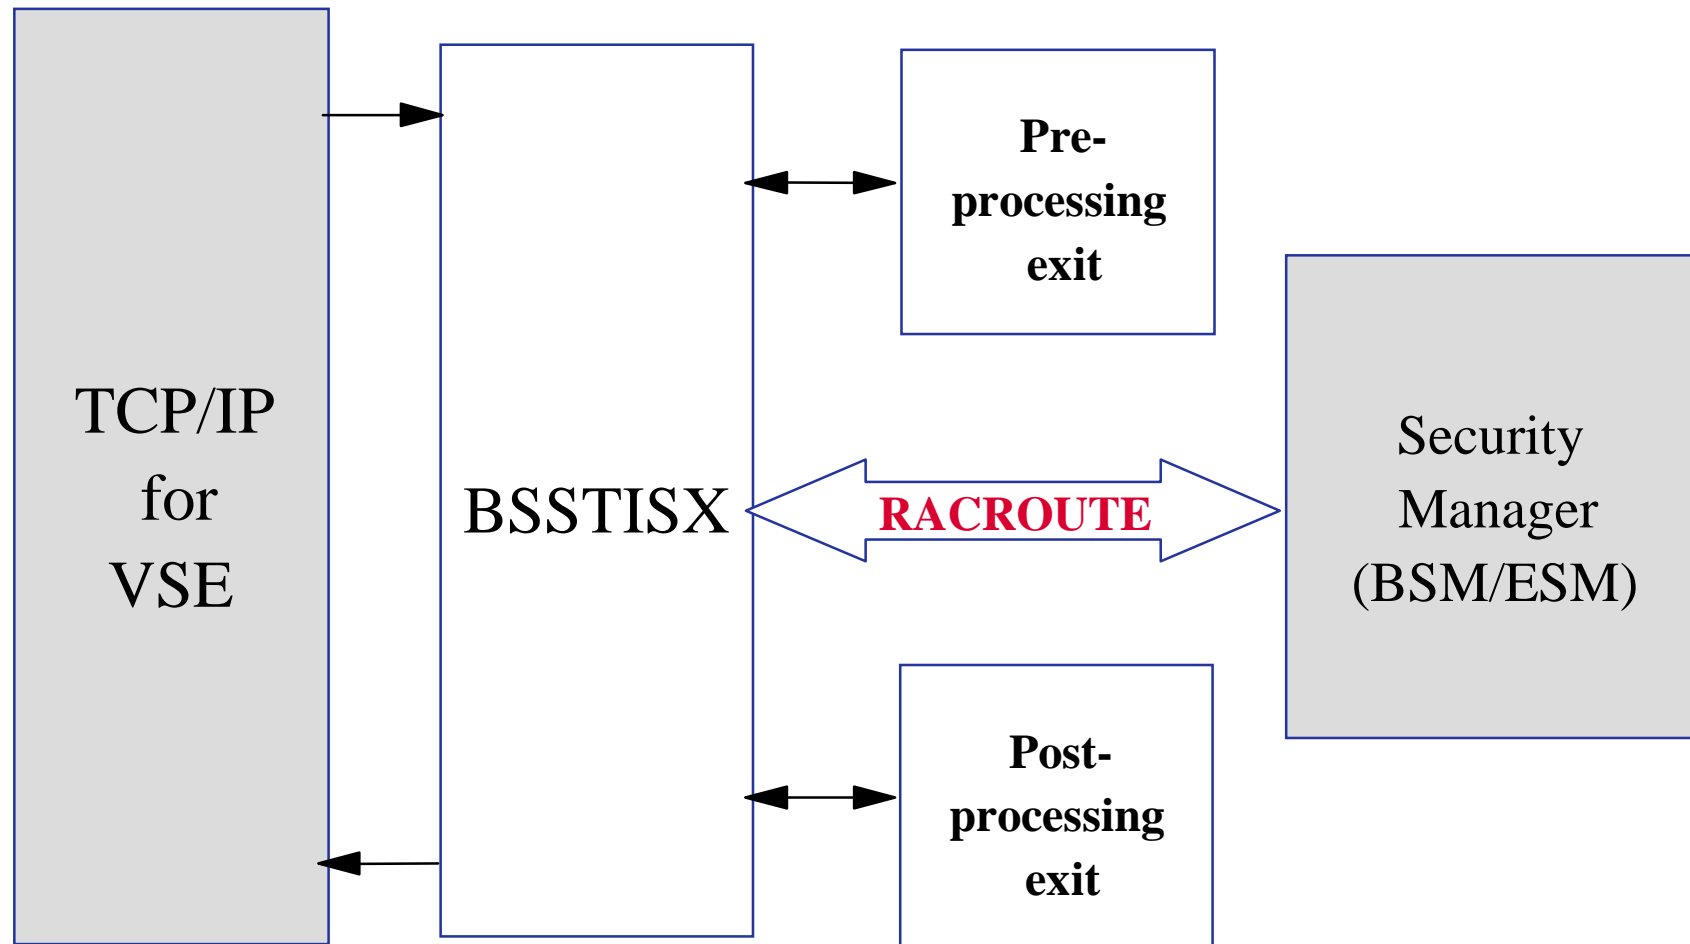 TCP/IP
for
VSE
BSSTISX
Pre-
processing
exit
RACROUTE
Security
Manager
(BSM/ESM)
Post-
processing
exit